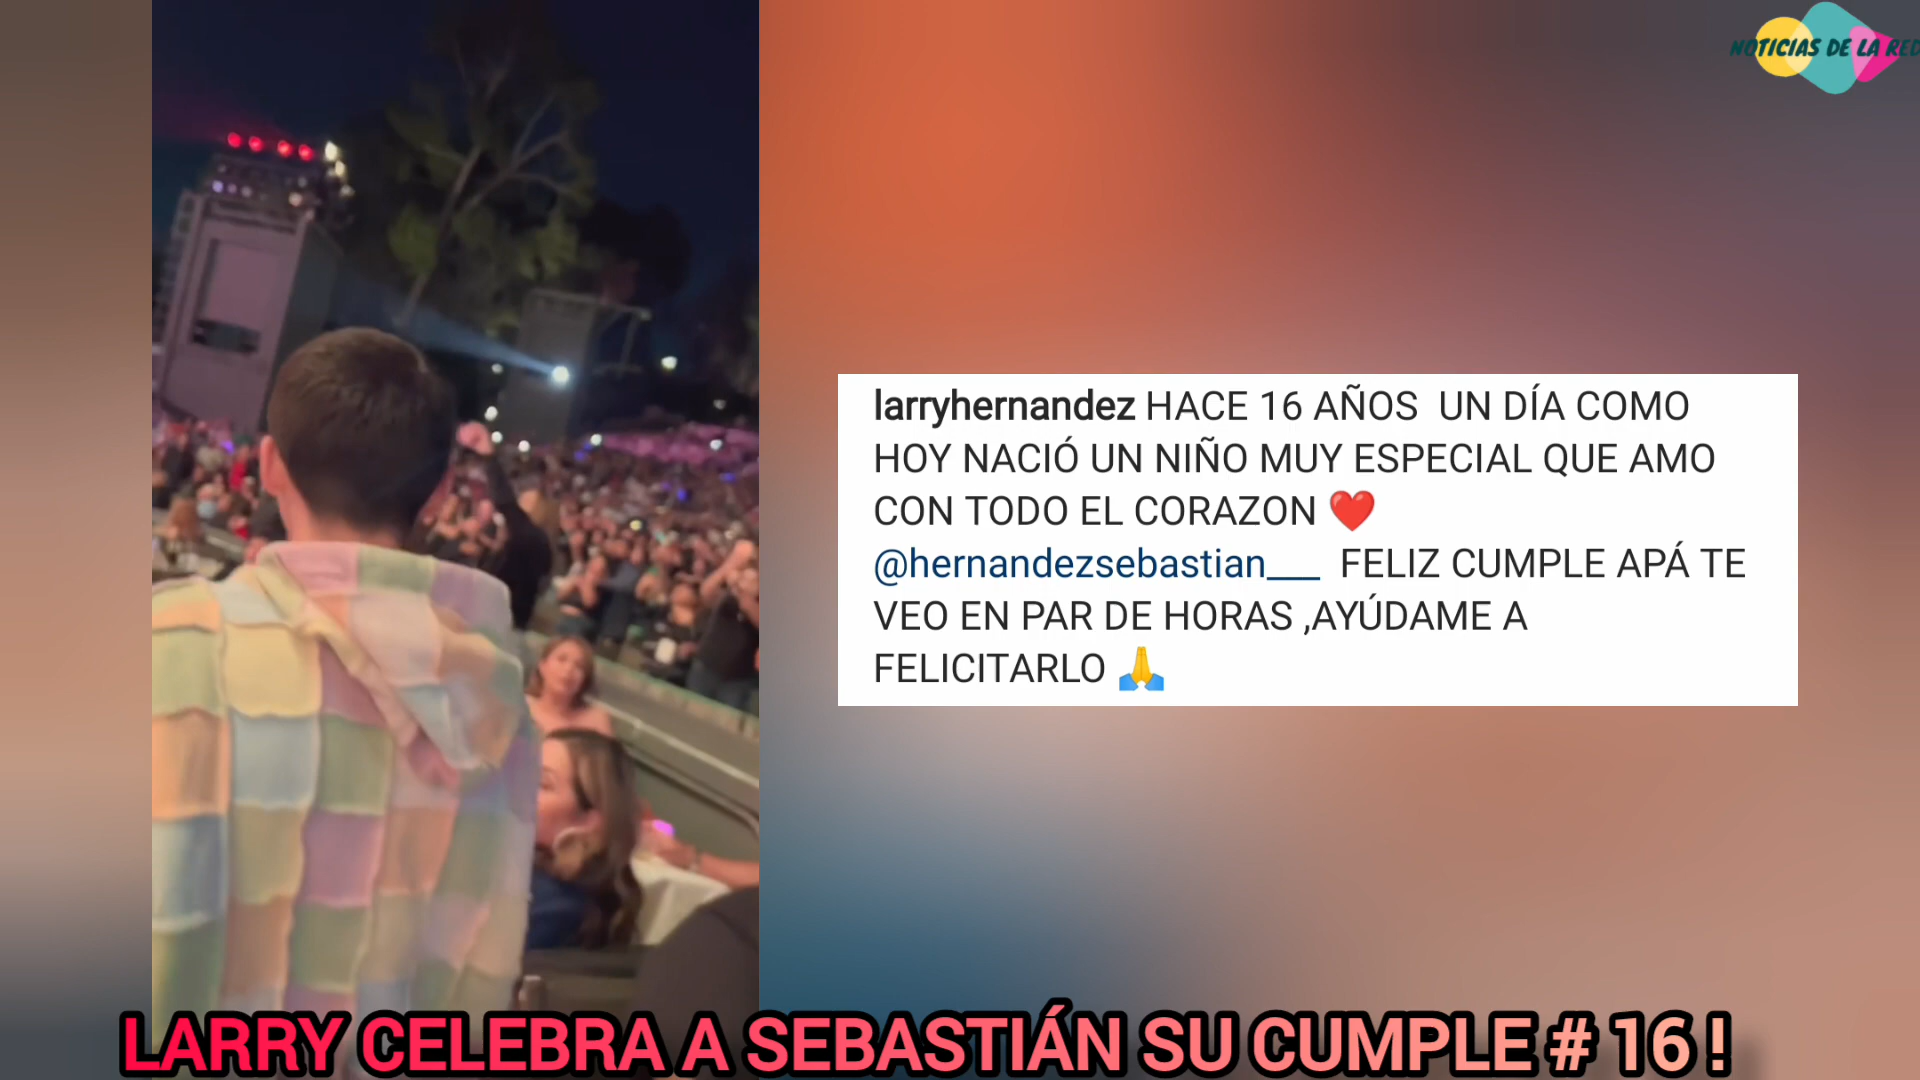 NOTICIAS DE LA RED
larryhernandez HACE 16 AÑOS UN DÍA COMO
HOY NACIÓ UN NIÑO MUY ESPECIAL QUE AMO
CON TODO EL CORAZON ❤️
@hernandezsebastian___ FELIZ CUMPLE APÁ TE
VEO EN PAR DE HORAS ,AYÚDAME A
FELICITARLO 🙏
LARRY CELEBRA A SEBASTIÁN SU CUMPLE # 16 !